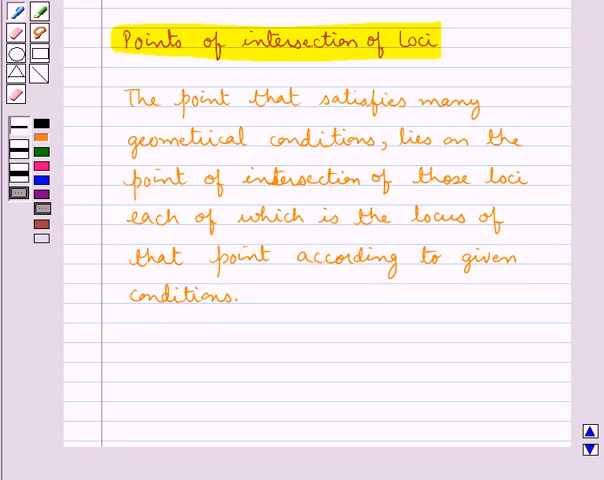 Points of intersection of Loci
The point that satisfies many
geometrical conditions, lies on the
point of intersection of those loci
each of which is the locus of
that point according to given
conditions.